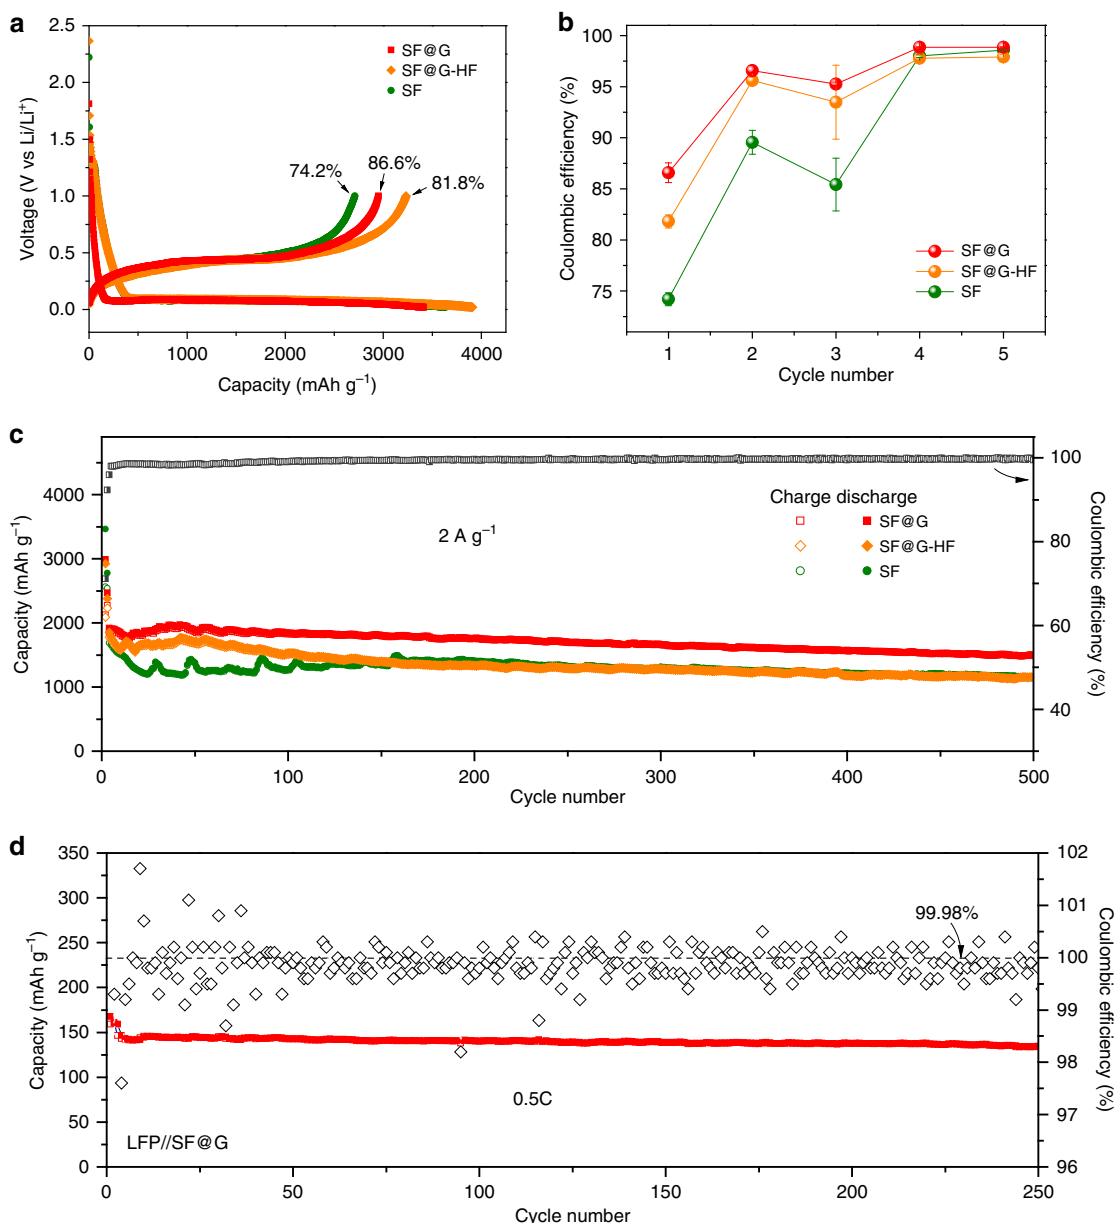 a
2.5
2.0
1.5
1.0
0.5
0.0
Voltage (V vs Li/Li⁺)
SF@G
SF@G-HF
SF
74.2%
86.6%
81.8%
0
1000
2000
3000
4000
Capacity (mAh g⁻¹)
b
100
95
90
85
80
75
Coulombic efficiency (%)
SF@G
SF@G-HF
SF
1
2
3
4
5
Cycle number
c
4000
3000
2000
1000
0
Capacity (mAh g⁻¹)
2 A g⁻¹
Charge discharge
SF@G
SF@G-HF
SF
100
80
60
40
Coulombic efficiency
(%)
0
100
200
300
400
500
Cycle number
d
350
300
250
200
150
100
50
0
Capacity (mAh g⁻¹)
99.98%
0.5C
LFP//SF@G
102
101
100
99
98
97
96
Coulombic efficiency
(%)
0
50
100
150
200
250
Cycle number